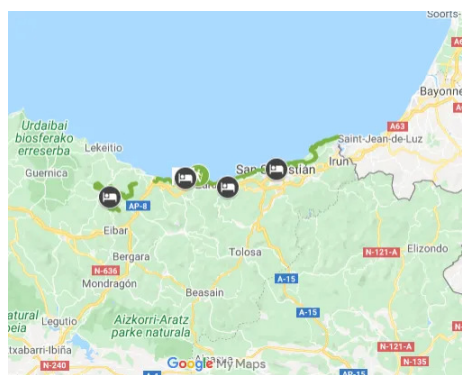 Soorts-
A6
Bayonne
A63
Saint-Jean-de-Luz
Urdaibai
biosferako
erreserba
Lekeitio
Guernica
San
Irun
AP-8
Eibar
Bergara
Tolosa
Elizondo
N-121-A
N-636
Mondragón
A-15
Beasain
A-15
Legutio
Aizkorri-Aratz
parke naturala
atural
N-121-A
txabarri-Ibiña
N-240
N-135
Google My Maps